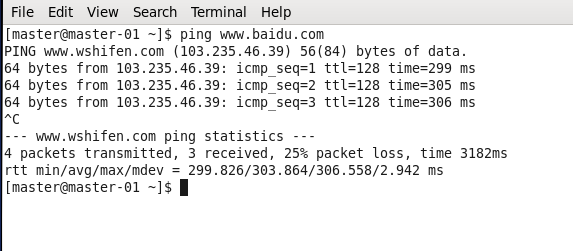 File Edit View Search Terminal Help
[master@master-01 ~]$ ping www.baidu.com
PING www.wshifen.com (103.235.46.39) 56(84) bytes of data.
64 bytes from 103.235.46.39: icmp_seq=1 ttl=128 time=299 ms
64 bytes from 103.235.46.39: icmp_seq=2 ttl=128 time=305 ms
64 bytes from 103.235.46.39: icmp_seq=3 ttl=128 time=306 ms
^C
--- www.wshifen.com ping statistics ---
4 packets transmitted, 3 received, 25% packet loss, time 3182ms
rtt min/avg/max/mdev = 299.826/303.864/306.558/2.942 ms
[master@master-01 ~]$